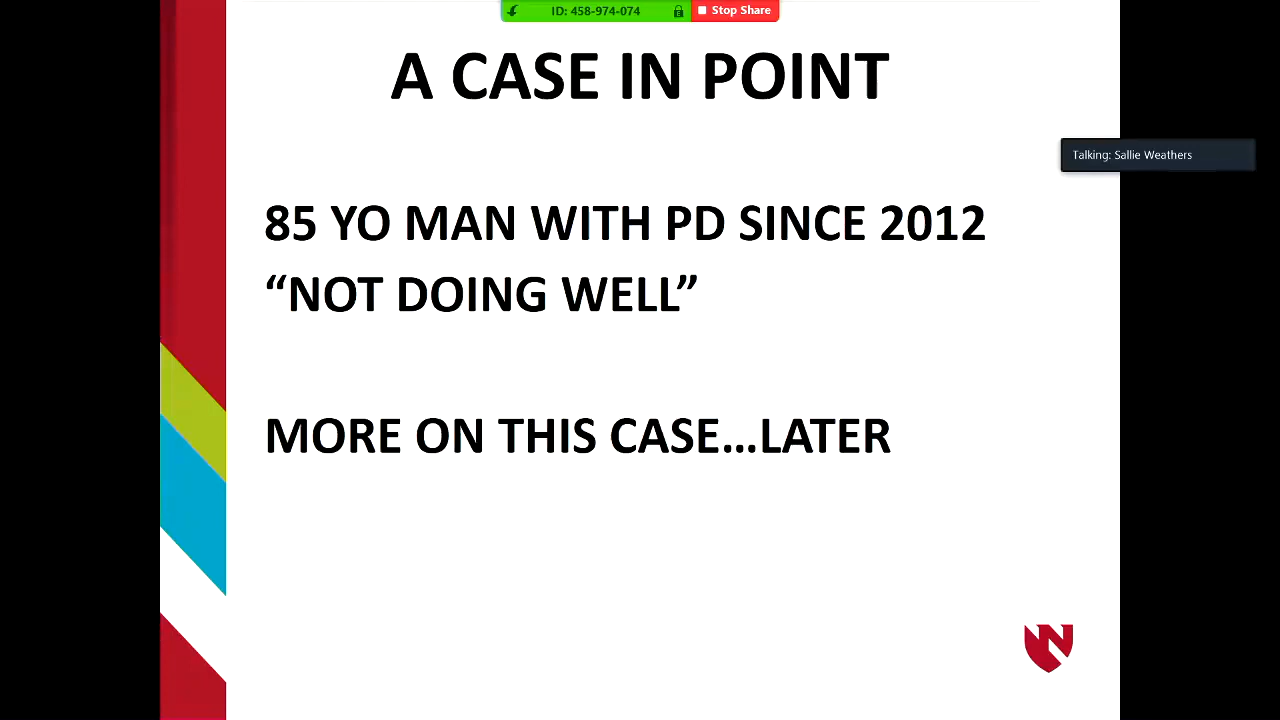 ID: 458-974-074
Stop Share
A CASE IN POINT
Talking: Sallie Weathers
85 YO MAN WITH PD SINCE 2012
“NOT DOING WELL”
MORE ON THIS CASE…LATER